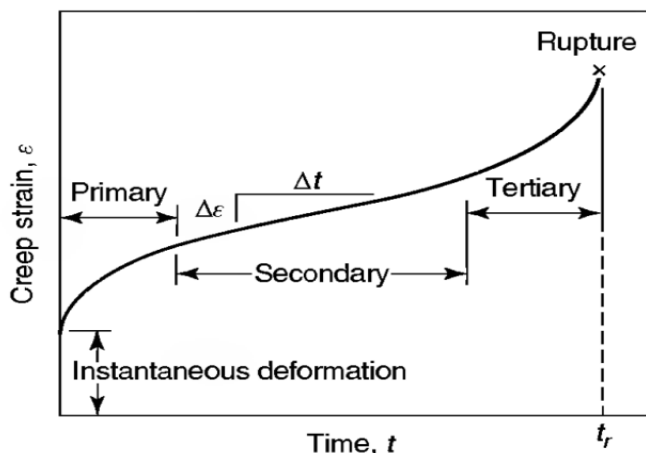 Rupture
×
Creep strain, ε
Primary
Δε
Δt
Tertiary
Secondary
Instantaneous deformation
Time, t
tr